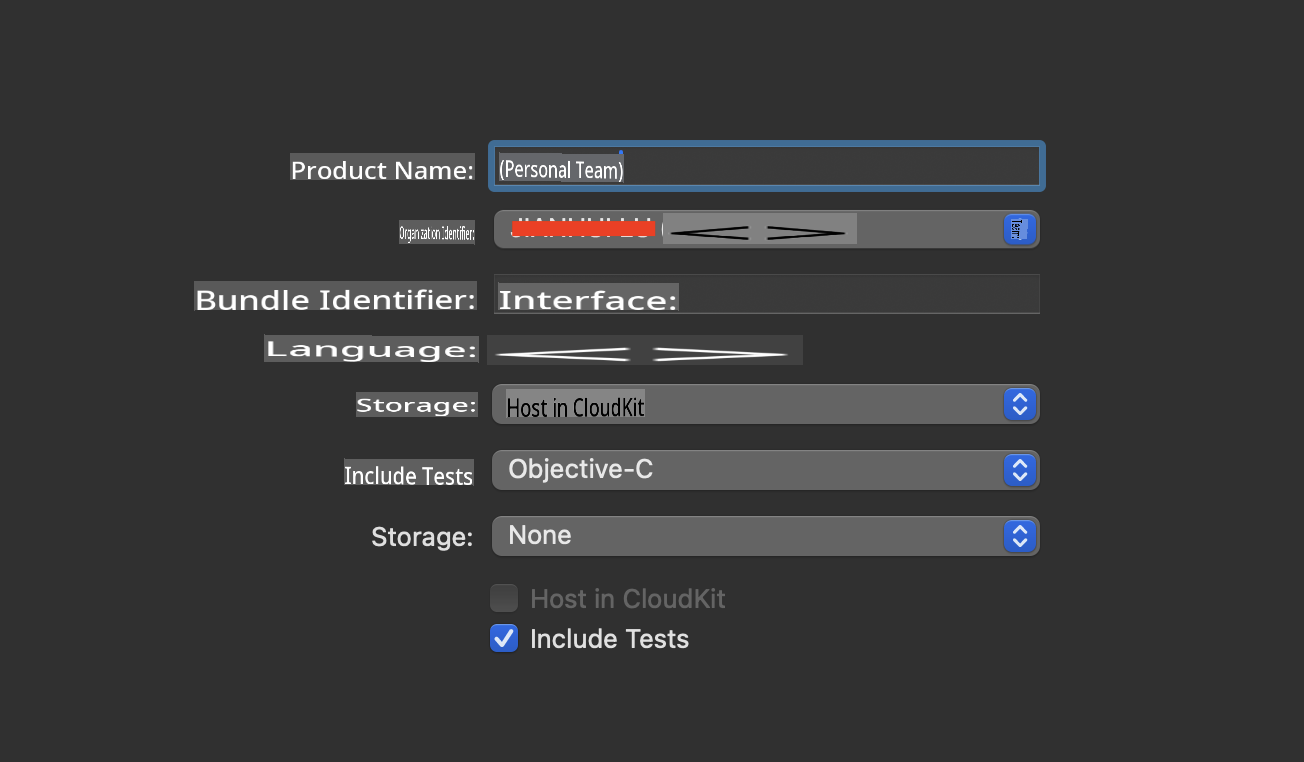 Product Name: (Personal Team)
Organization Identifier: Team:
Bundle Identifier: Interface:
Language:
Storage: Host in CloudKit
Include Tests Objective-C
Storage: None
Host in CloudKit
Include Tests